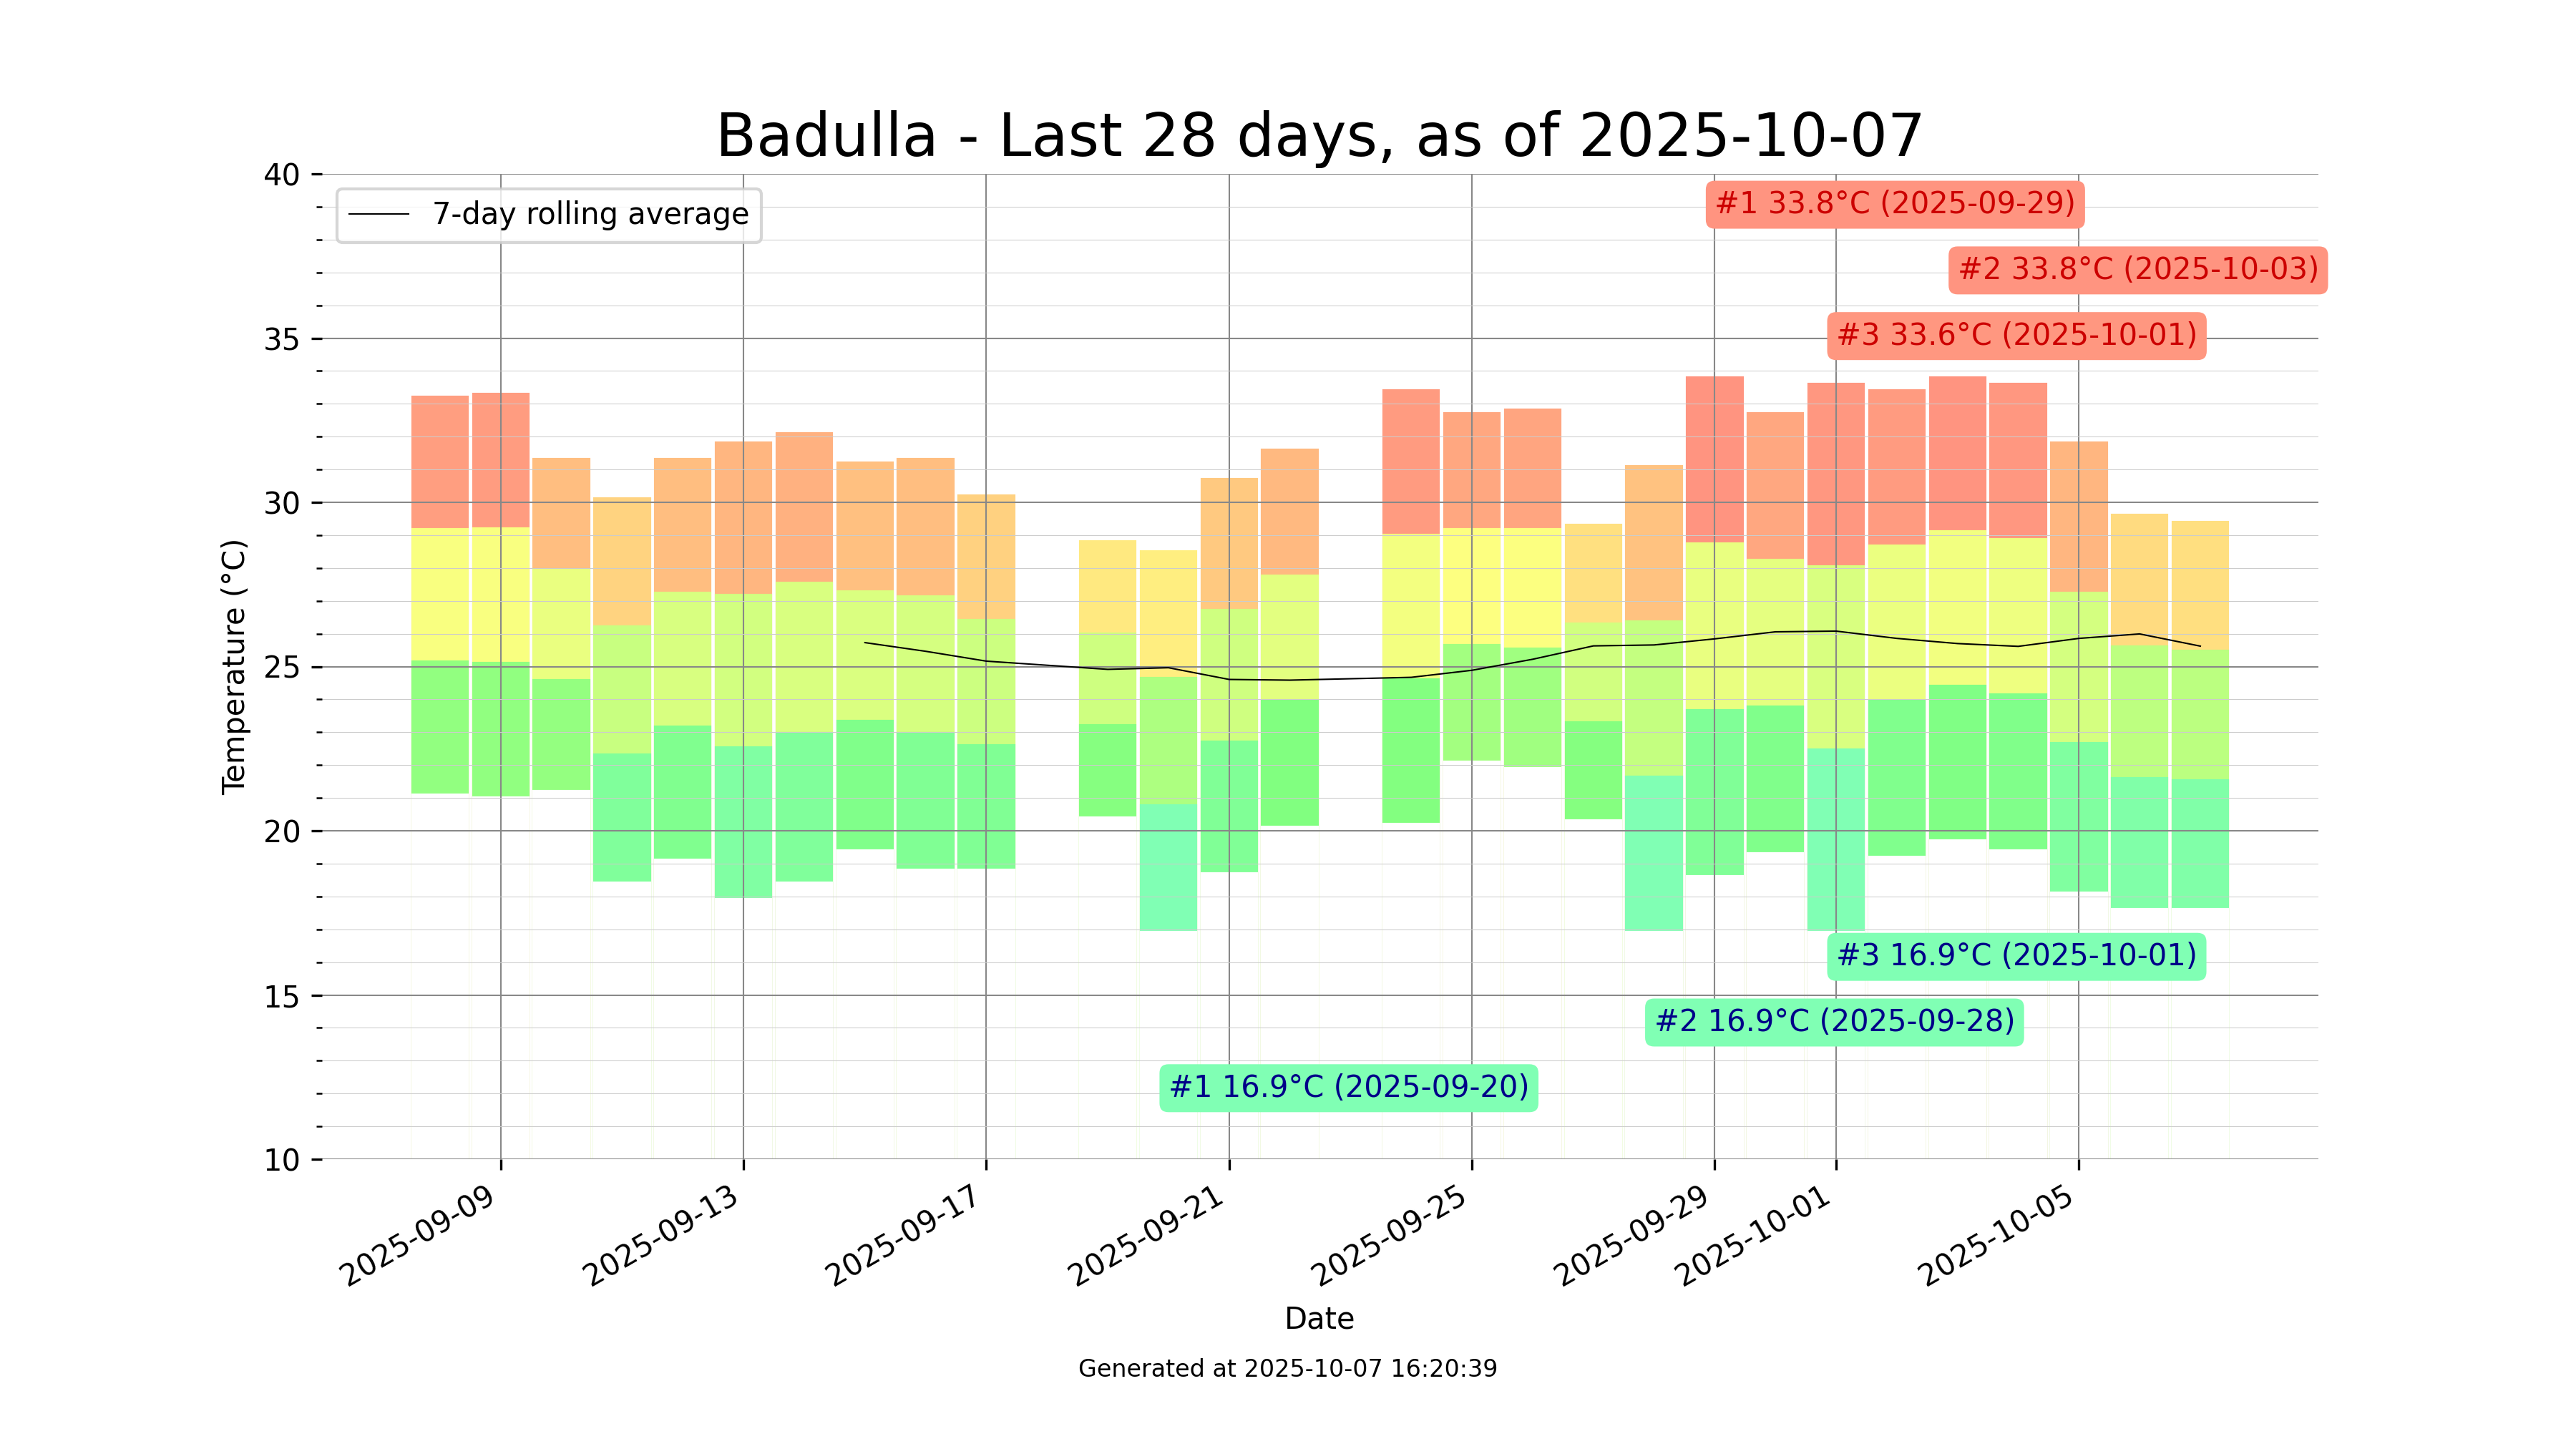 Badulla - Last 28 days, as of 2025-10-07
7-day rolling average
#1 33.8°C (2025-09-29)
#2 33.8°C (2025-10-03)
#3 33.6°C (2025-10-01)
#3 16.9°C (2025-10-01)
#2 16.9°C (2025-09-28)
#1 16.9°C (2025-09-20)
Temperature (°C)
40
35
30
25
20
15
10
2025-09-09
2025-09-13
2025-09-17
2025-09-21
2025-09-25
2025-09-29
2025-10-01
2025-10-05
Date
Generated at 2025-10-07 16:20:39